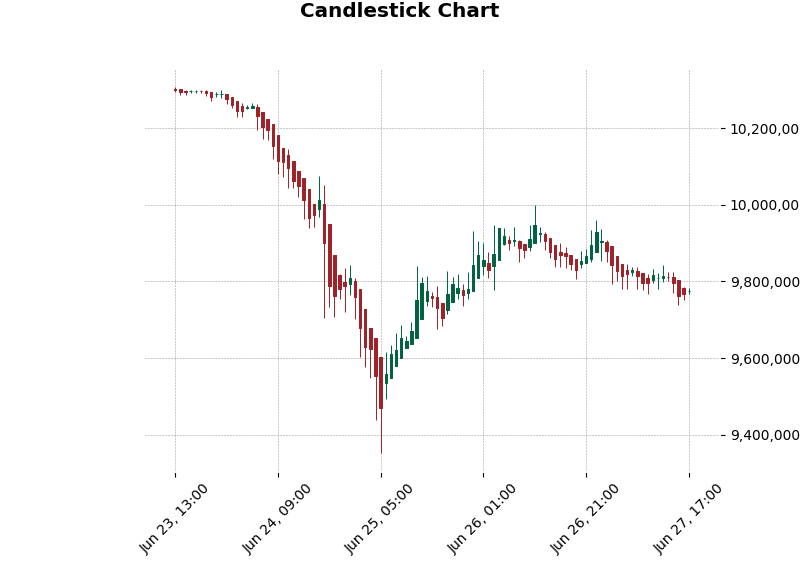 Candlestick Chart
10,200,00
10,000,00
9,800,000
9,600,000
9,400,000
Jun 23, 13:00
Jun 24, 09:00
Jun 25, 05:00
Jun 26, 01:00
Jun 26, 21:00
Jun 27, 17:00